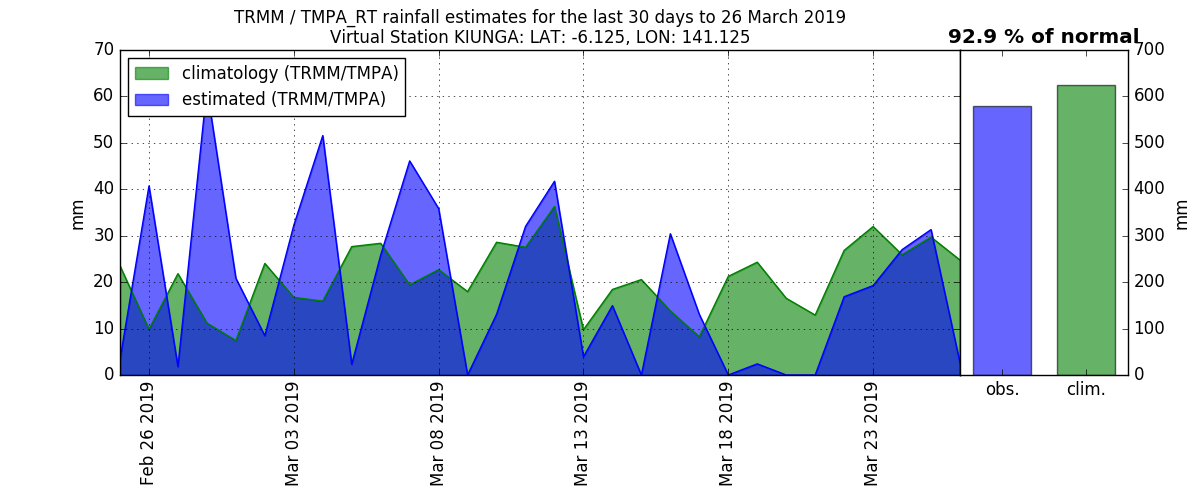 TRMM / TMPA_RT rainfall estimates for the last 30 days to 26 March 2019
Virtual Station KIUNGA: LAT: -6.125, LON: 141.125
92.9 % of normal
climatology (TRMM/TMPA)
estimated (TRMM/TMPA)
70
60
50
40
30
20
10
0
mm
Feb 26 2019
Mar 03 2019
Mar 08 2019
Mar 13 2019
Mar 18 2019
Mar 23 2019
obs.
clim.
700
600
500
400
300
200
100
0
mm